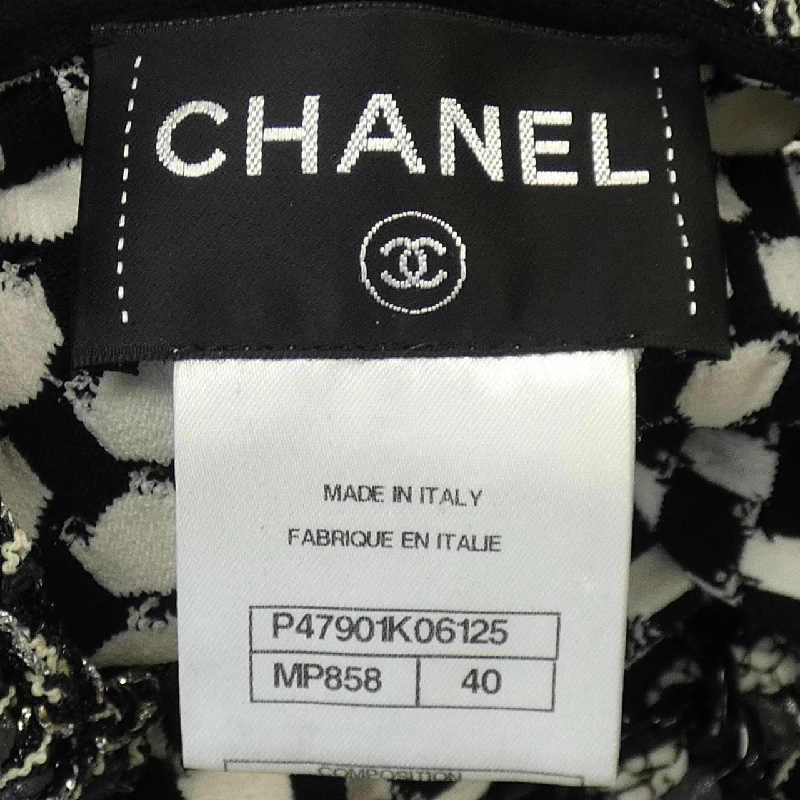 CHANEL
MADE IN ITALY
FABRIQUE EN ITALIE
P47901K06125
MP858 40
COMPOSITION